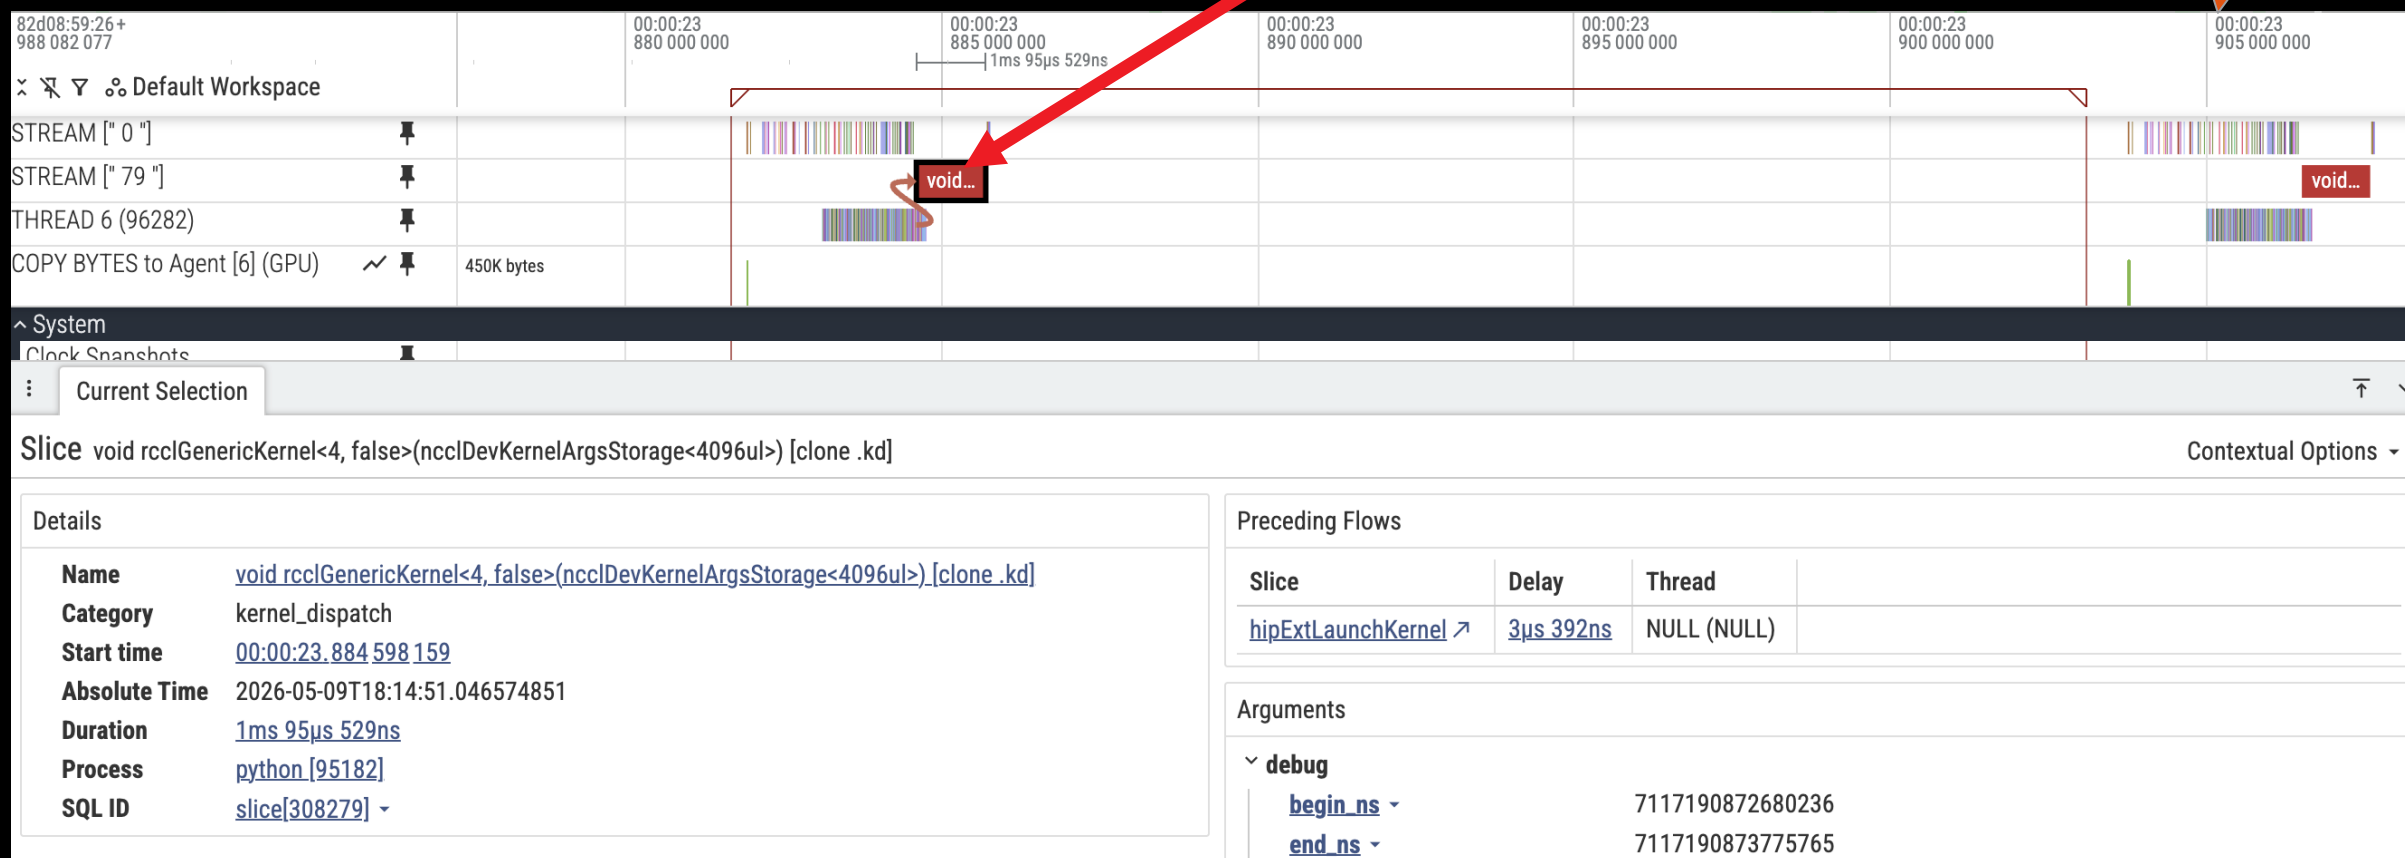 82d08:59:26+
988 082 077
00:00:23
880 000 000
00:00:23
885 000 000
00:00:23
890 000 000
00:00:23
895 000 000
00:00:23
900 000 000
00:00:23
905 000 000
1ms 95µs 529ns
Default Workspace
STREAM [" 0 "]
STREAM [" 79 "]
void...
void...
THREAD 6 (96282)
COPY BYTES to Agent [6] (GPU)
450K bytes
System
Clock Snapshots
Current Selection
Slice void rcclGenericKernel<4, false>(ncclDevKernelArgsStorage<4096ul>) [clone .kd]
Contextual Options
Details
Name void rcclGenericKernel<4, false>(ncclDevKernelArgsStorage<4096ul>) [clone .kd]
Category kernel_dispatch
Start time 00:00:23.884 598 159
Absolute Time 2026-05-09T18:14:51.046574851
Duration 1ms 95µs 529ns
Process python [95182]
SQL ID slice[308279]
Preceding Flows
Slice Delay Thread
hipExtLaunchKernel 3µs 392ns NULL (NULL)
Arguments
debug
begin_ns 7117190872680236
end_ns 7117190873775765